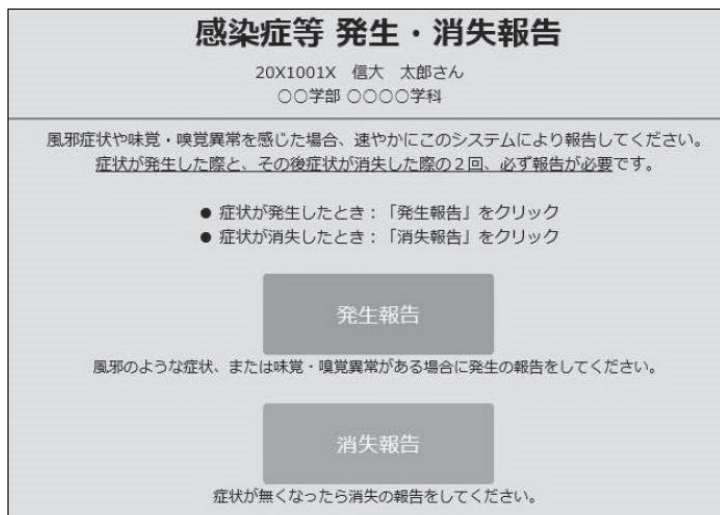 感染症等 発生・消失報告
20X1001X 信大 太郎さん
○○学部 ○○○○学科
風邪症状や味覚・嗅覚異常を感じた場合、速やかにこのシステムにより報告してください。
症状が発生した際と、その後症状が消失した際の２回、必ず報告が必要です。
● 症状が発生したとき：「発生報告」をクリック
● 症状が消失したとき：「消失報告」をクリック
発生報告
風邪のような症状、または味覚・嗅覚異常がある場合に発生の報告をしてください。
消失報告
症状が無くなったら消失の報告をしてください。